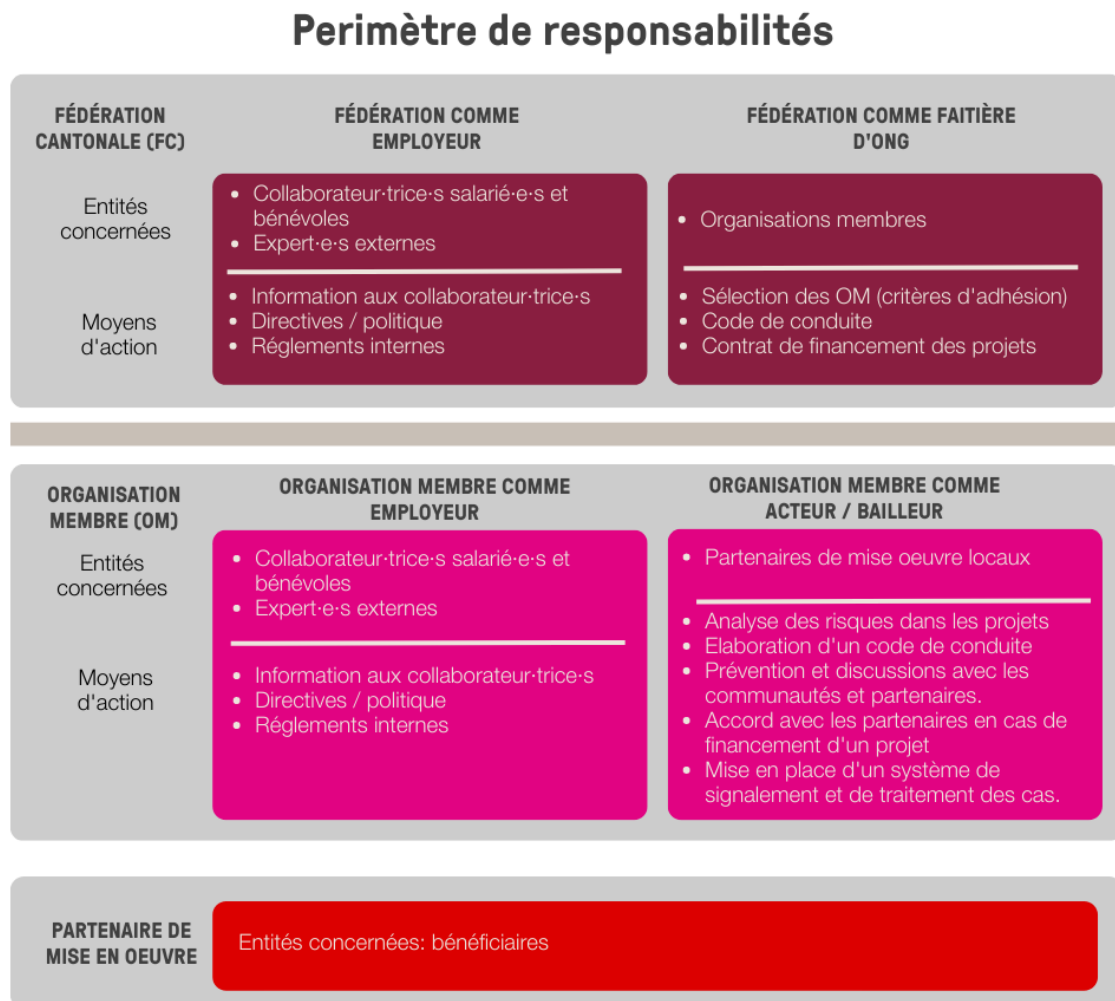 Perimètre de responsabilités
FÉDÉRATION
CANTONALE (FC)
FÉDÉRATION COMME
EMPLOYEUR
FÉDÉRATION COMME FAITIÈRE
D'ONG
Entités
concernées
• Collaborateur·trice·s salarié·e·s et
bénévoles
• Expert·e·s externes
• Organisations membres
Moyens
d'action
• Information aux collaborateur·trice·s
• Directives / politique
• Réglements internes
• Sélection des OM (critères d'adhésion)
• Code de conduite
• Contrat de financement des projets
ORGANISATION
MEMBRE (OM)
ORGANISATION MEMBRE COMME
EMPLOYEUR
ORGANISATION MEMBRE COMME
ACTEUR / BAILLEUR
Entités
concernées
• Collaborateur·trice·s salarié·e·s et
bénévoles
• Expert·e·s externes
• Partenaires de mise oeuvre locaux
Moyens
d'action
• Information aux collaborateur·trice·s
• Directives / politique
• Réglements internes
• Analyse des risques dans les projets
• Elaboration d'un code de conduite
• Prévention et discussions avec les
communautés et partenaires.
• Accord avec les partenaires en cas de
financement d'un projet
• Mise en place d'un système de
signalement et de traitement des cas.
PARTENAIRE DE
MISE EN OEUVRE
Entités concernées: bénéficiaires